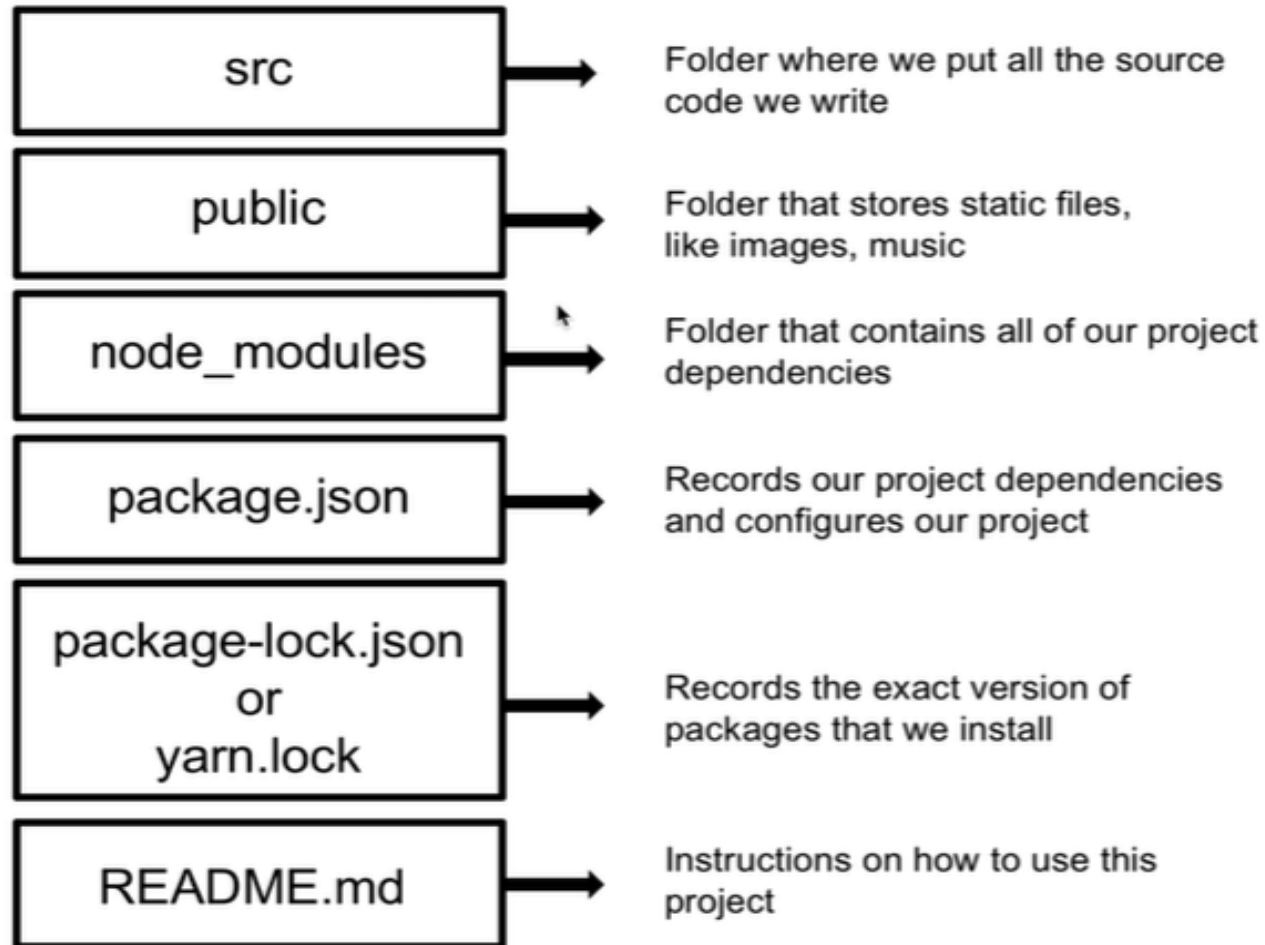 src
Folder where we put all the source
code we write
public
Folder that stores static files,
like images, music
node_modules
Folder that contains all of our project
dependencies
package.json
Records our project dependencies
and configures our project
package-lock.json
or
yarn.lock
Records the exact version of
packages that we install
README.md
Instructions on how to use this
project